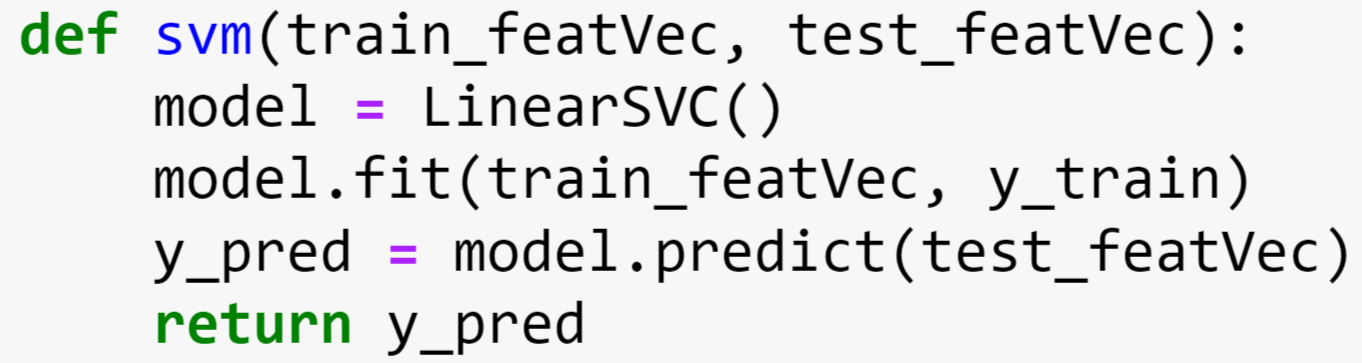 def svm(train_featVec, test_featVec):
    model = LinearSVC()
    model.fit(train_featVec, y_train)
    y_pred = model.predict(test_featVec)
    return y_pred